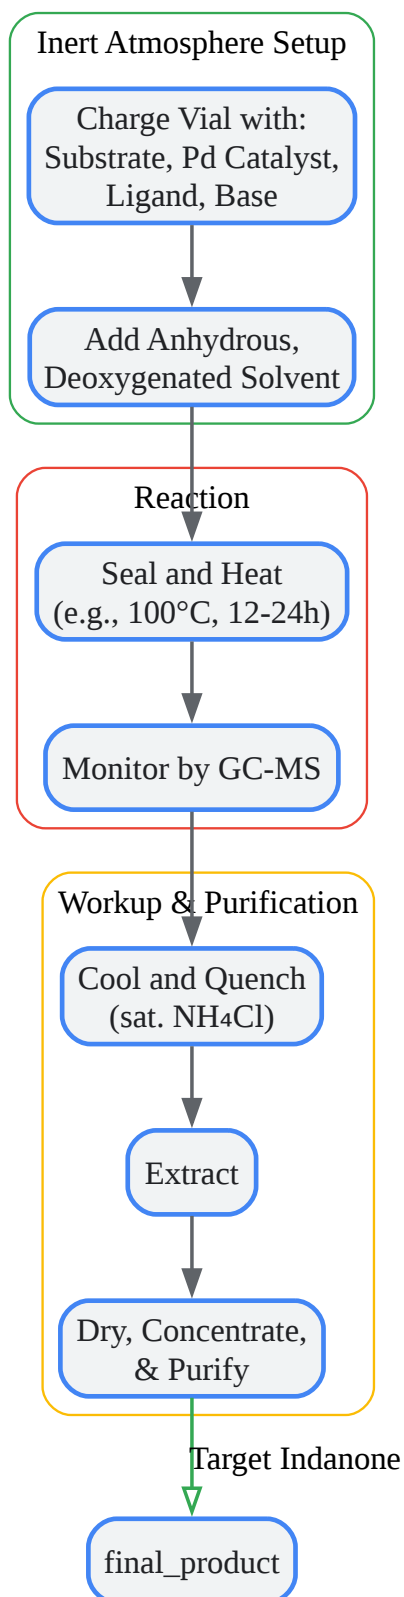 Inert Atmosphere Setup
Charge Vial with:
Substrate, Pd Catalyst,
Ligand, Base
Add Anhydrous,
Deoxygenated Solvent
Reaction
Seal and Heat
(e.g., 100°C, 12-24h)
Monitor by GC-MS
Workup & Purification
Cool and Quench
(sat. NH₄Cl)
Extract
Dry, Concentrate,
& Purify
Target Indanone
final_product